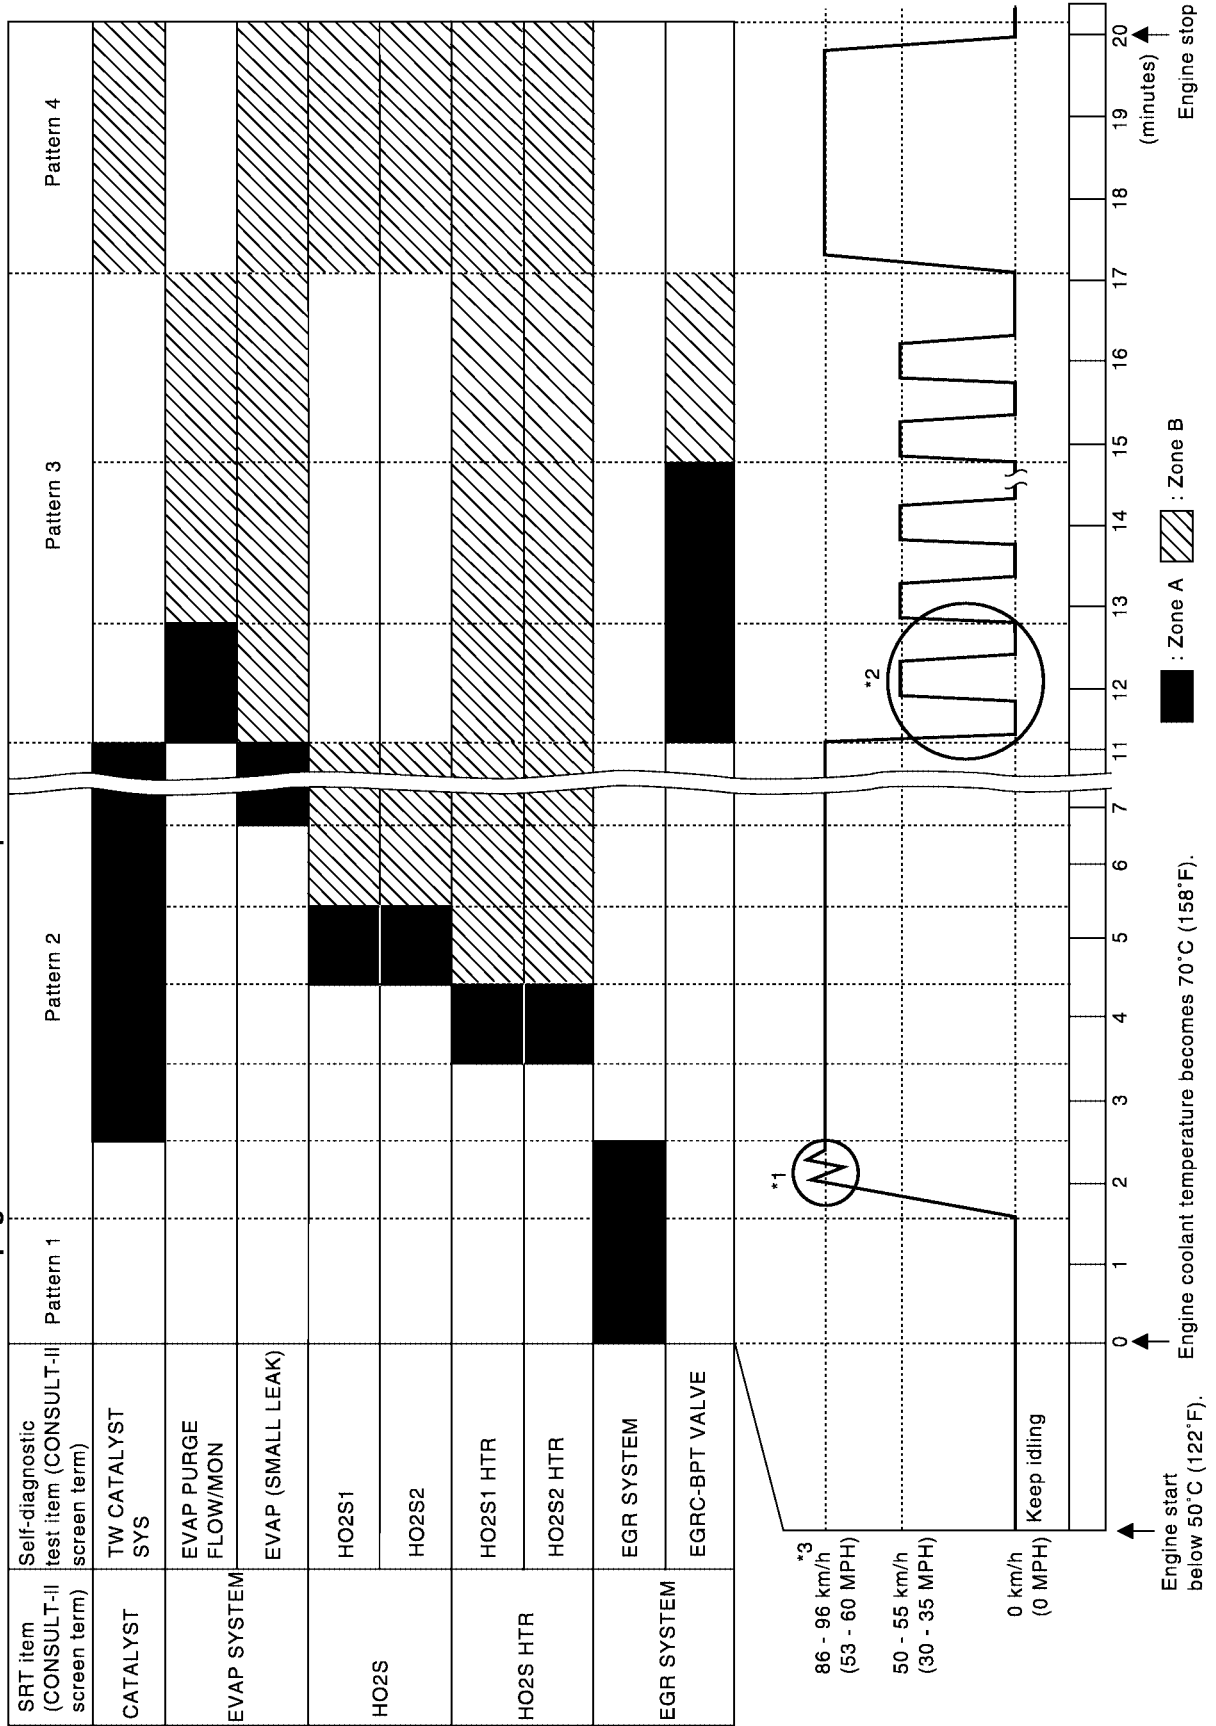 SRT item
(CONSULT-II
screen term)
Self-diagnostic
test item (CONSULT-II
screen term)
Pattern 1
Pattern 2
Pattern 3
Pattern 4
CATALYST
TW CATALYST
SYS
EVAP SYSTEM
EVAP PURGE
FLOW/MON
EVAP (SMALL LEAK)
HO2S
HO2S1
HO2S2
HO2S HTR
HO2S1 HTR
HO2S2 HTR
EGR SYSTEM
EGR SYSTEM
EGRC-BPT VALVE
*3
86 - 96 km/h
(53 - 60 MPH)
50 - 55 km/h
(30 - 35 MPH)
0 km/h
(0 MPH)
Keep idling
*1
*2
0 1 2 3 4 5 6 7 11 12 13 14 15 16 17 18 19 20
(minutes)
Engine start
below 50°C (122°F).
Engine coolant temperature becomes 70°C (158°F).
: Zone A
: Zone B
Engine stop